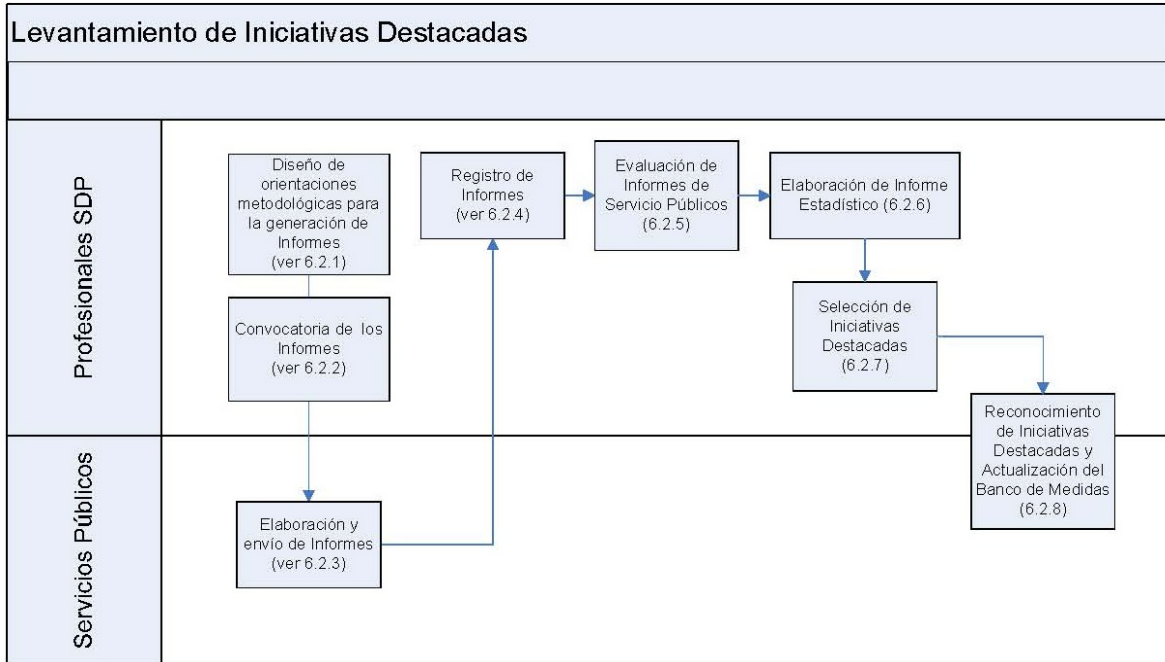 Levantamiento de Iniciativas Destacadas
Profesionales SDP
Diseño de
orientaciones
metodológicas para
la generación de
Informes
(ver 6.2.1)
Convocatoria de los
Informes
(ver 6.2.2)
Registro de
Informes
(ver 6.2.4)
Evaluación de
Informes de
Servicio Públicos
(6.2.5)
Elaboración de Informe
Estadístico (6.2.6)
Selección de
Iniciativas
Destacadas
(6.2.7)
Reconocimiento
de Iniciativas
Destacadas y
Actualización del
Banco de Medidas
(6.2.8)
Servicios Públicos
Elaboración y
envío de Informes
(ver 6.2.3)